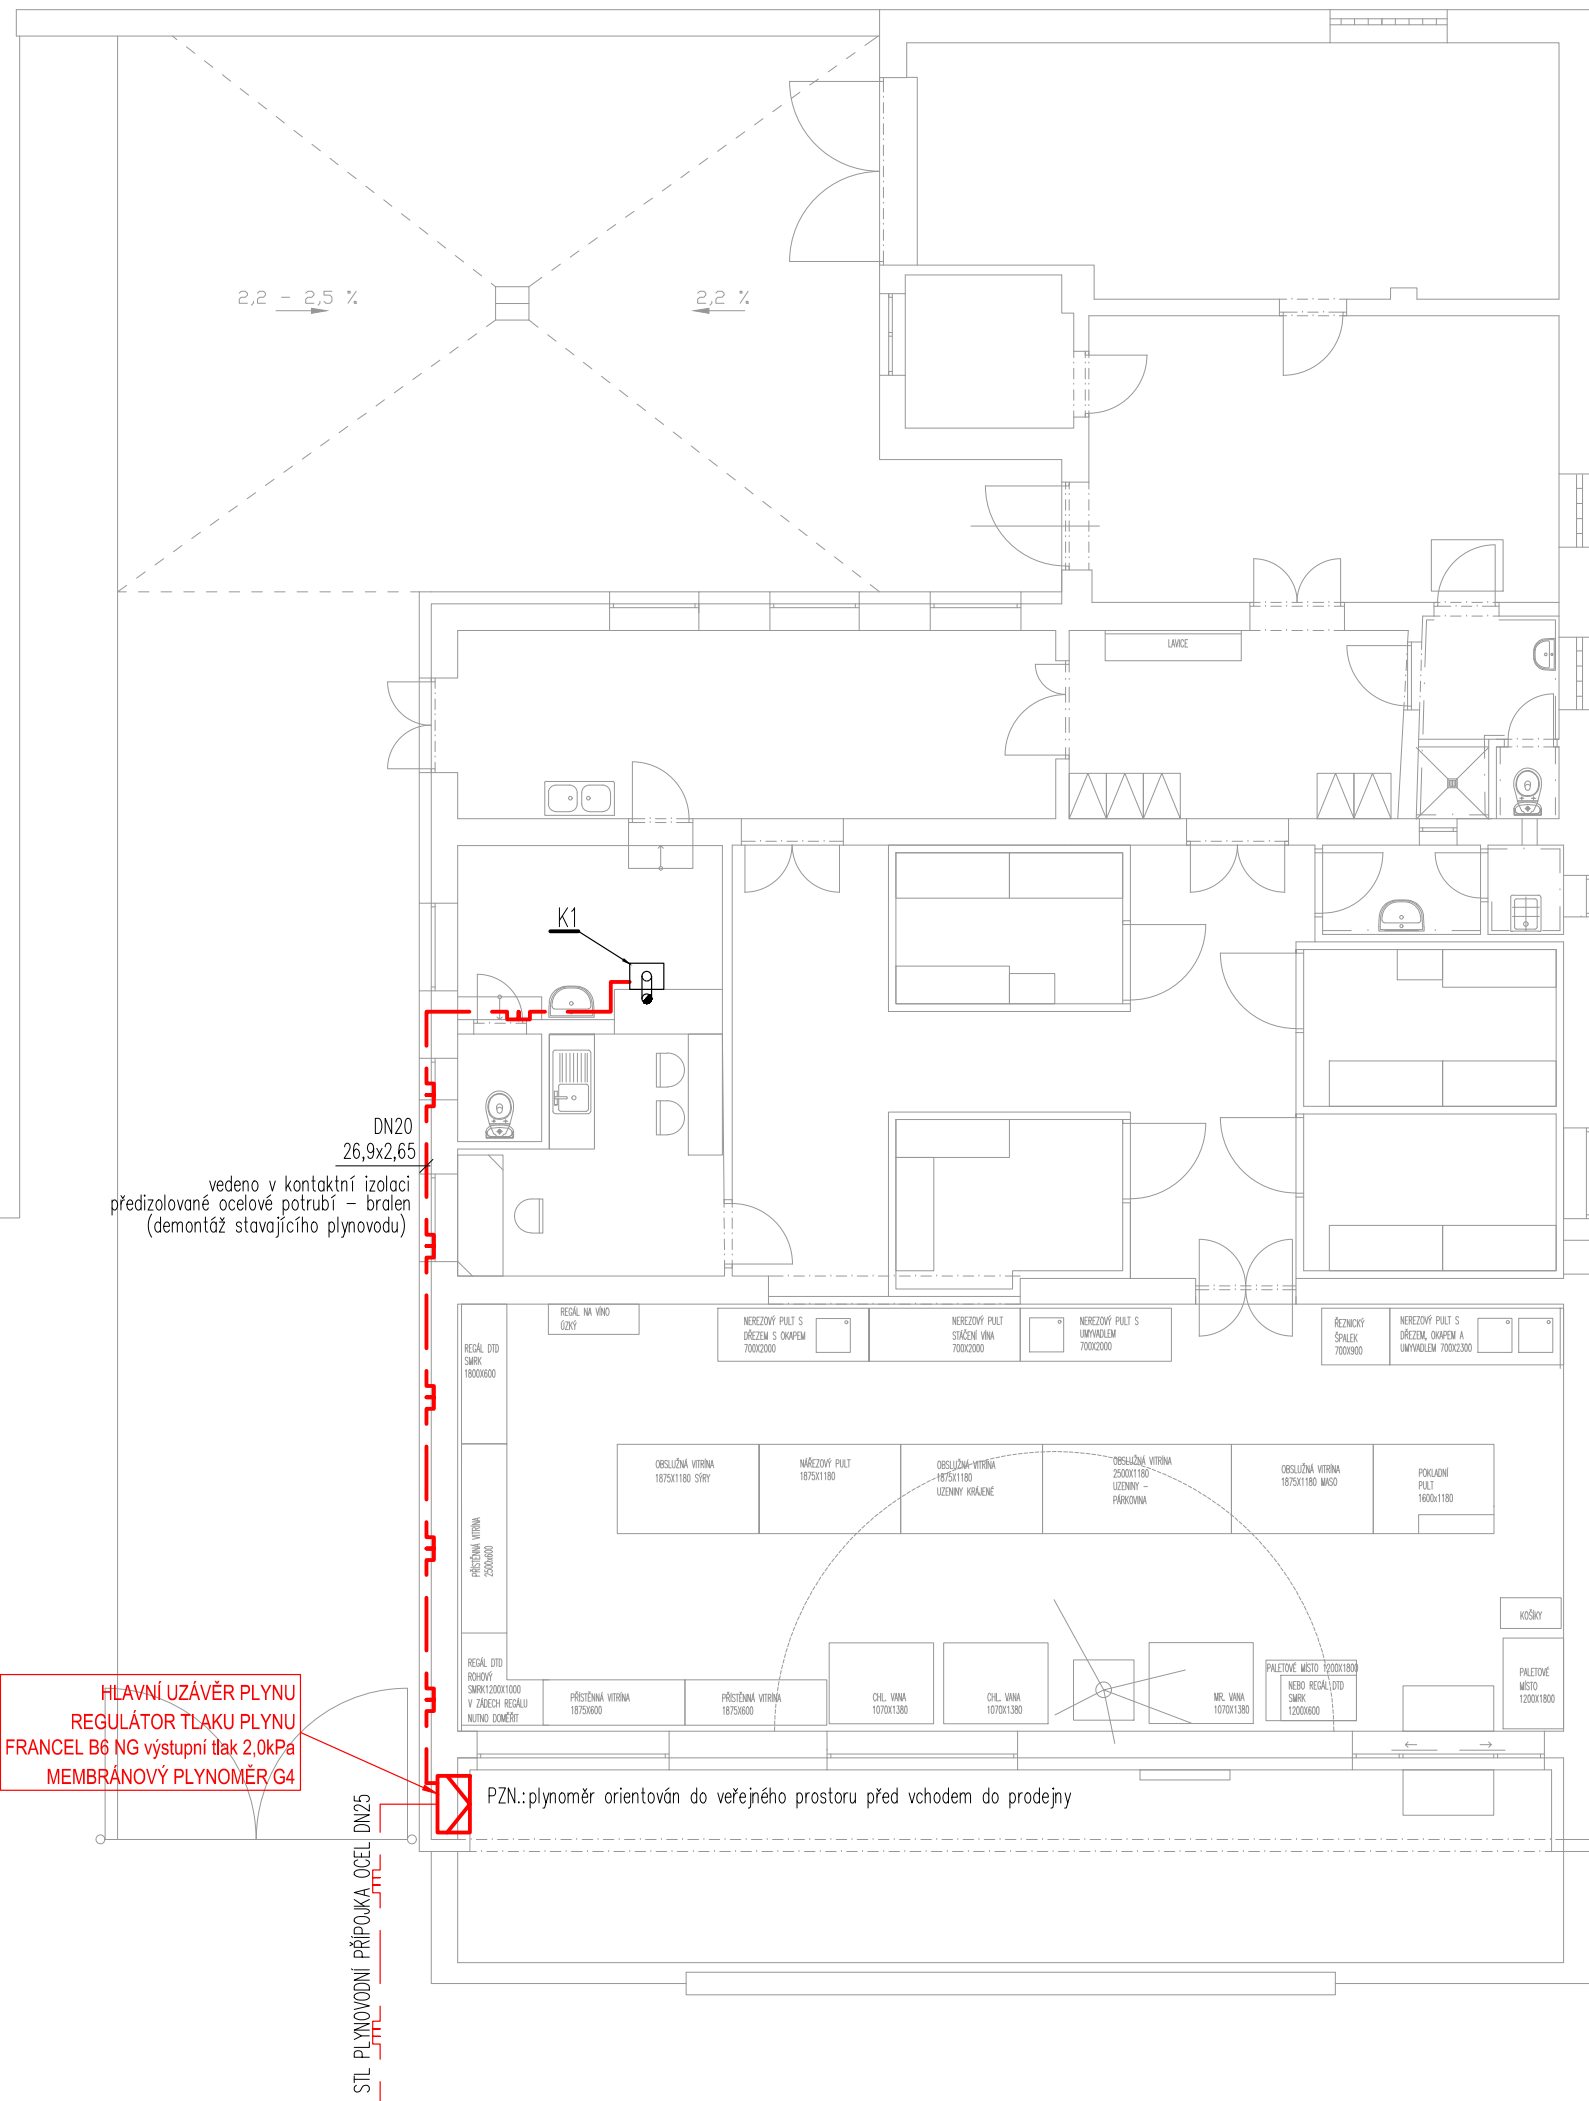 2,2 - 2,5 %
2,2 %
LAVICE
K1
DN20
26,9x2,65
vedeno v kontaktní izolaci
předizolované ocelové potrubí – bralen
(demontáž stavajícího plynovodu)
REGÁL NA VÍNO
ÚZKÝ
NEREZOVÝ PULT S
DŘEZEM S OKAPEM
700X2000
NEREZOVÝ PULT
STÁČENÍ VÍNA
700X2000
NEREZOVÝ PULT S
UMYVADLEM
700X2000
ŘEZNICKÝ
ŠPALEK
700X900
NEREZOVÝ PULT S
DŘEZEM, OKAPEM A
UMYVADLEM 700X2300
REGÁL DTD
SMRK
1800X600
OBSLUŽNÁ VITRÍNA
1875X1180 SÝRY
NÁŘEZOVÝ PULT
1875X1180
OBSLUŽNÁ VITRÍNA
1875X1180
UZENINY KRÁJENÉ
OBSLUŽNÁ VITRÍNA
2500X1180
UZENINY –
PÁRKOVINA
OBSLUŽNÁ VITRÍNA
1875X1180 MASO
POKLADNÍ
PULT
1600x1180
PŘÍSTĚNNÁ VITRÍNA
2500x600
KOŠÍKY
REGÁL DTD
ROHOVÝ
SMRK1200X1000
V ZÁDECH REGÁLU
NUTNO DOMĚŘIT
PŘÍSTĚNNÁ VITRÍNA
1875X600
PŘÍSTĚNNÁ VITRÍNA
1875X600
CHL. VANA
1070X1380
CHL. VANA
1070X1380
MR. VANA
1070X1380
PALETOVÉ MÍSTO 1200X1800
NEBO REGÁL DTD
SMRK
1200X600
PALETOVÉ
MÍSTO
1200X1800
HLAVNÍ UZÁVĚR PLYNU
REGULÁTOR TLAKU PLYNU
FRANCEL B6 NG výstupní tlak 2,0kPa
MEMBRÁNOVÝ PLYNOMĚR G4
PZN.: plynoměr orientován do veřejného prostoru před vchodem do prodejny
STL PLYNOVODNÍ PŘÍPOJKA OCEL DN25